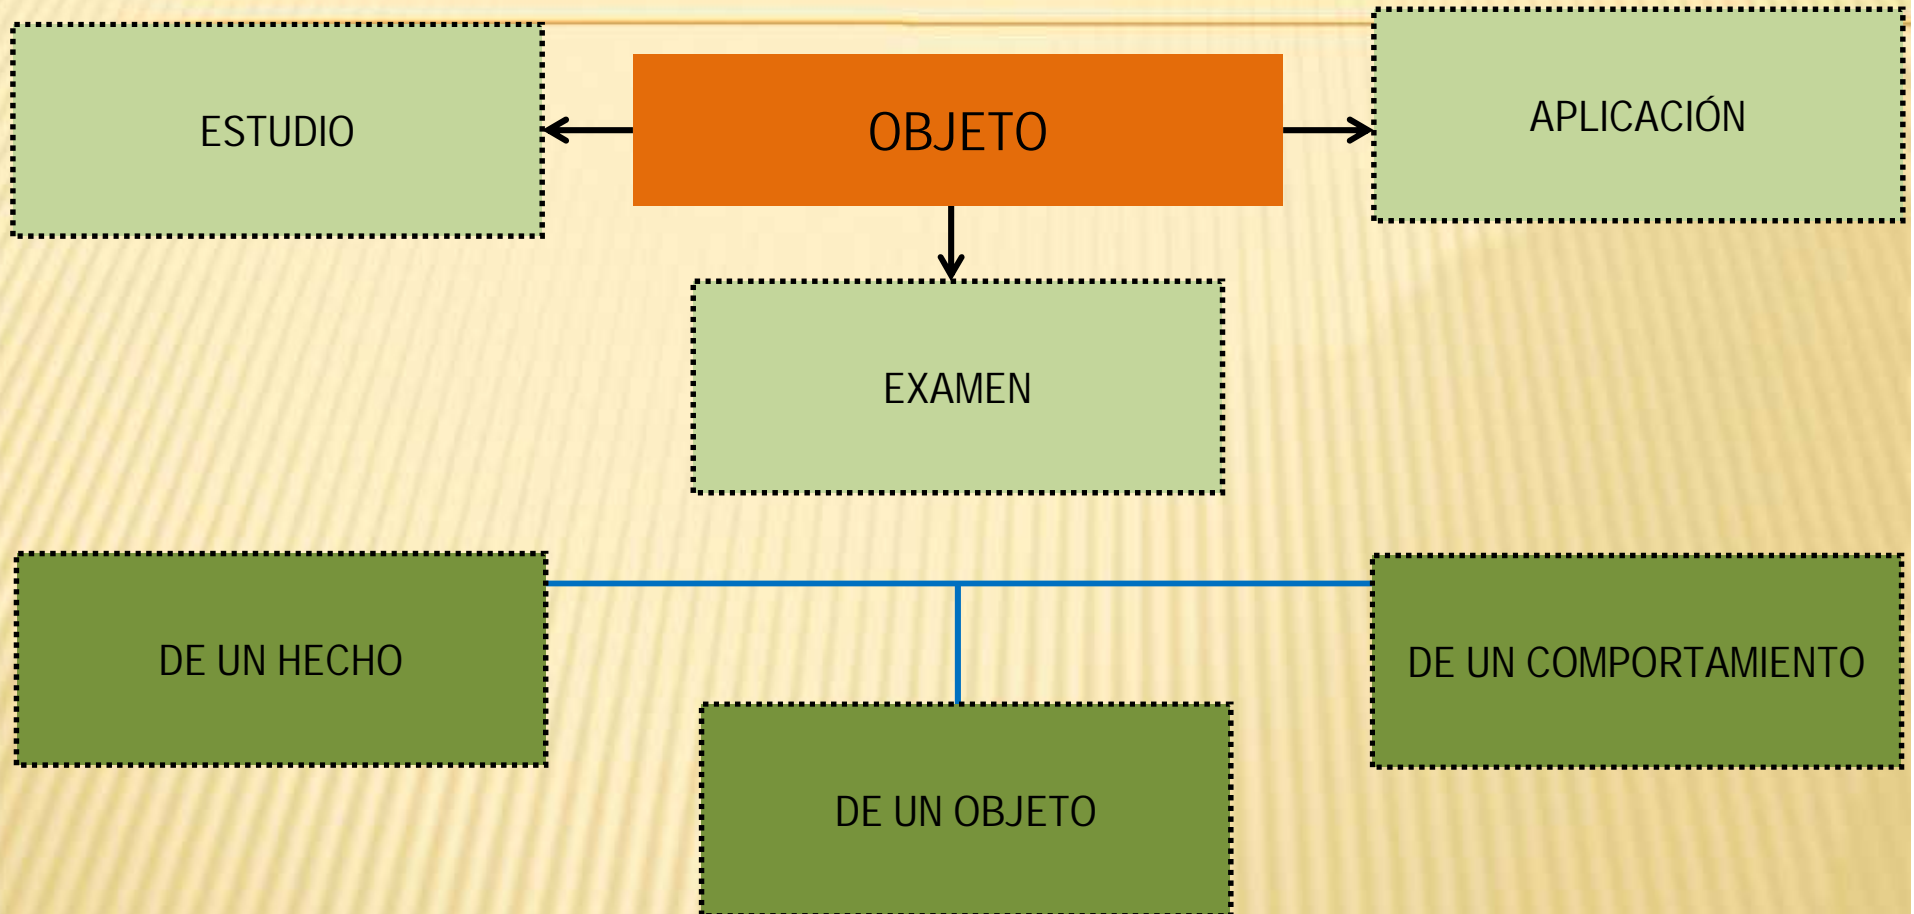 ESTUDIO
OBJETO
APLICACIÓN
EXAMEN
DE UN HECHO
DE UN COMPORTAMIENTO
DE UN OBJETO